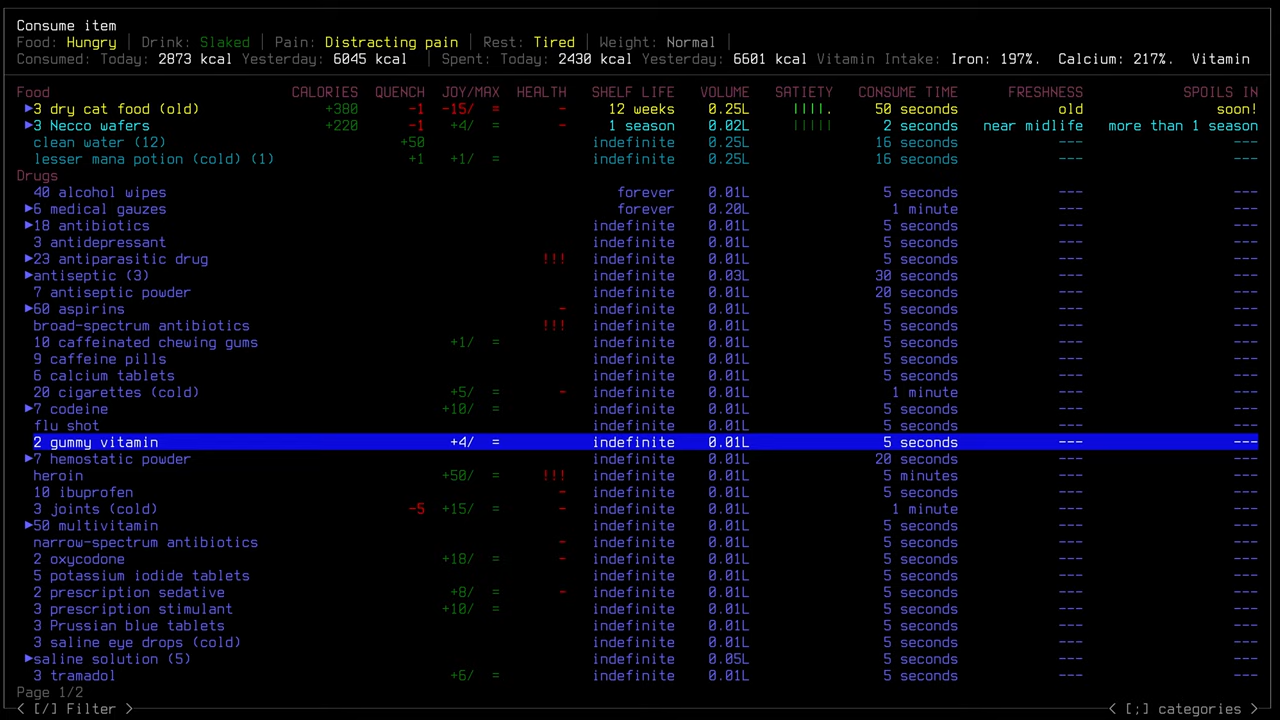 Consume item
Food: Hungry | Drink: Slaked | Pain: Distracting pain | Rest: Tired | Weight: Normal |
Consumed: Today: 2873 kcal Yesterday: 6045 kcal | Spent: Today: 2430 kcal Yesterday: 6601 kcal Vitamin Intake: Iron: 197%. Calcium: 217%. Vitamin
Food CALORIES QUENCH JOY/MAX HEALTH SHELF LIFE VOLUME SATIETY CONSUME TIME FRESHNESS SPOILS IN
▶3 dry cat food (old) +380 -1 -15/ = - 12 weeks 0.25L ||||. 50 seconds old soon!
▶3 Necco wafers +220 -1 +4/ = - 1 season 0.02L ||||| 2 seconds near midlife more than 1 season
clean water (12) +50 indefinite 0.25L 16 seconds --- ---
lesser mana potion (cold) (1) +1 +1/ = indefinite 0.25L 16 seconds --- ---
Drugs
40 alcohol wipes forever 0.01L 5 seconds --- ---
▶6 medical gauzes forever 0.20L 1 minute --- ---
▶18 antibiotics indefinite 0.01L 5 seconds --- ---
3 antidepressant indefinite 0.01L 5 seconds --- ---
▶23 antiparasitic drug !!! indefinite 0.01L 5 seconds --- ---
▶antiseptic (3) indefinite 0.03L 30 seconds --- ---
7 antiseptic powder indefinite 0.01L 20 seconds --- ---
▶60 aspirins - indefinite 0.01L 5 seconds --- ---
broad-spectrum antibiotics !!! indefinite 0.01L 5 seconds --- ---
10 caffeinated chewing gums +1/ = indefinite 0.01L 5 seconds --- ---
9 caffeine pills indefinite 0.01L 5 seconds --- ---
6 calcium tablets indefinite 0.01L 5 seconds --- ---
20 cigarettes (cold) +5/ = - indefinite 0.01L 1 minute --- ---
▶7 codeine +10/ = indefinite 0.01L 5 seconds --- ---
flu shot indefinite 0.01L 5 seconds --- ---
2 gummy vitamin +4/ = indefinite 0.01L 5 seconds --- ---
▶7 hemostatic powder indefinite 0.01L 20 seconds --- ---
heroin +50/ = !!! indefinite 0.01L 5 minutes --- ---
10 ibuprofen - indefinite 0.01L 5 seconds --- ---
3 joints (cold) -5 +15/ = - indefinite 0.01L 1 minute --- ---
▶50 multivitamin indefinite 0.01L 5 seconds --- ---
narrow-spectrum antibiotics - indefinite 0.01L 5 seconds --- ---
2 oxycodone +18/ = - indefinite 0.01L 5 seconds --- ---
5 potassium iodide tablets indefinite 0.01L 5 seconds --- ---
2 prescription sedative +8/ = - indefinite 0.01L 5 seconds --- ---
3 prescription stimulant +10/ = indefinite 0.01L 5 seconds --- ---
3 Prussian blue tablets indefinite 0.01L 5 seconds --- ---
3 saline eye drops (cold) indefinite 0.01L 5 seconds --- ---
▶saline solution (5) indefinite 0.05L 5 seconds --- ---
3 tramadol +6/ = indefinite 0.01L 5 seconds --- ---
Page 1/2
< [/] Filter > < [;] categories >